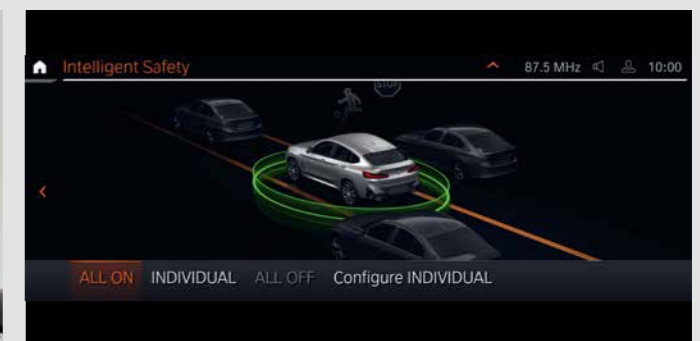 Intelligent Safety 87.5 MHz 10:00
STOP
ALL ON INDIVIDUAL ALL OFF Configure INDIVIDUAL